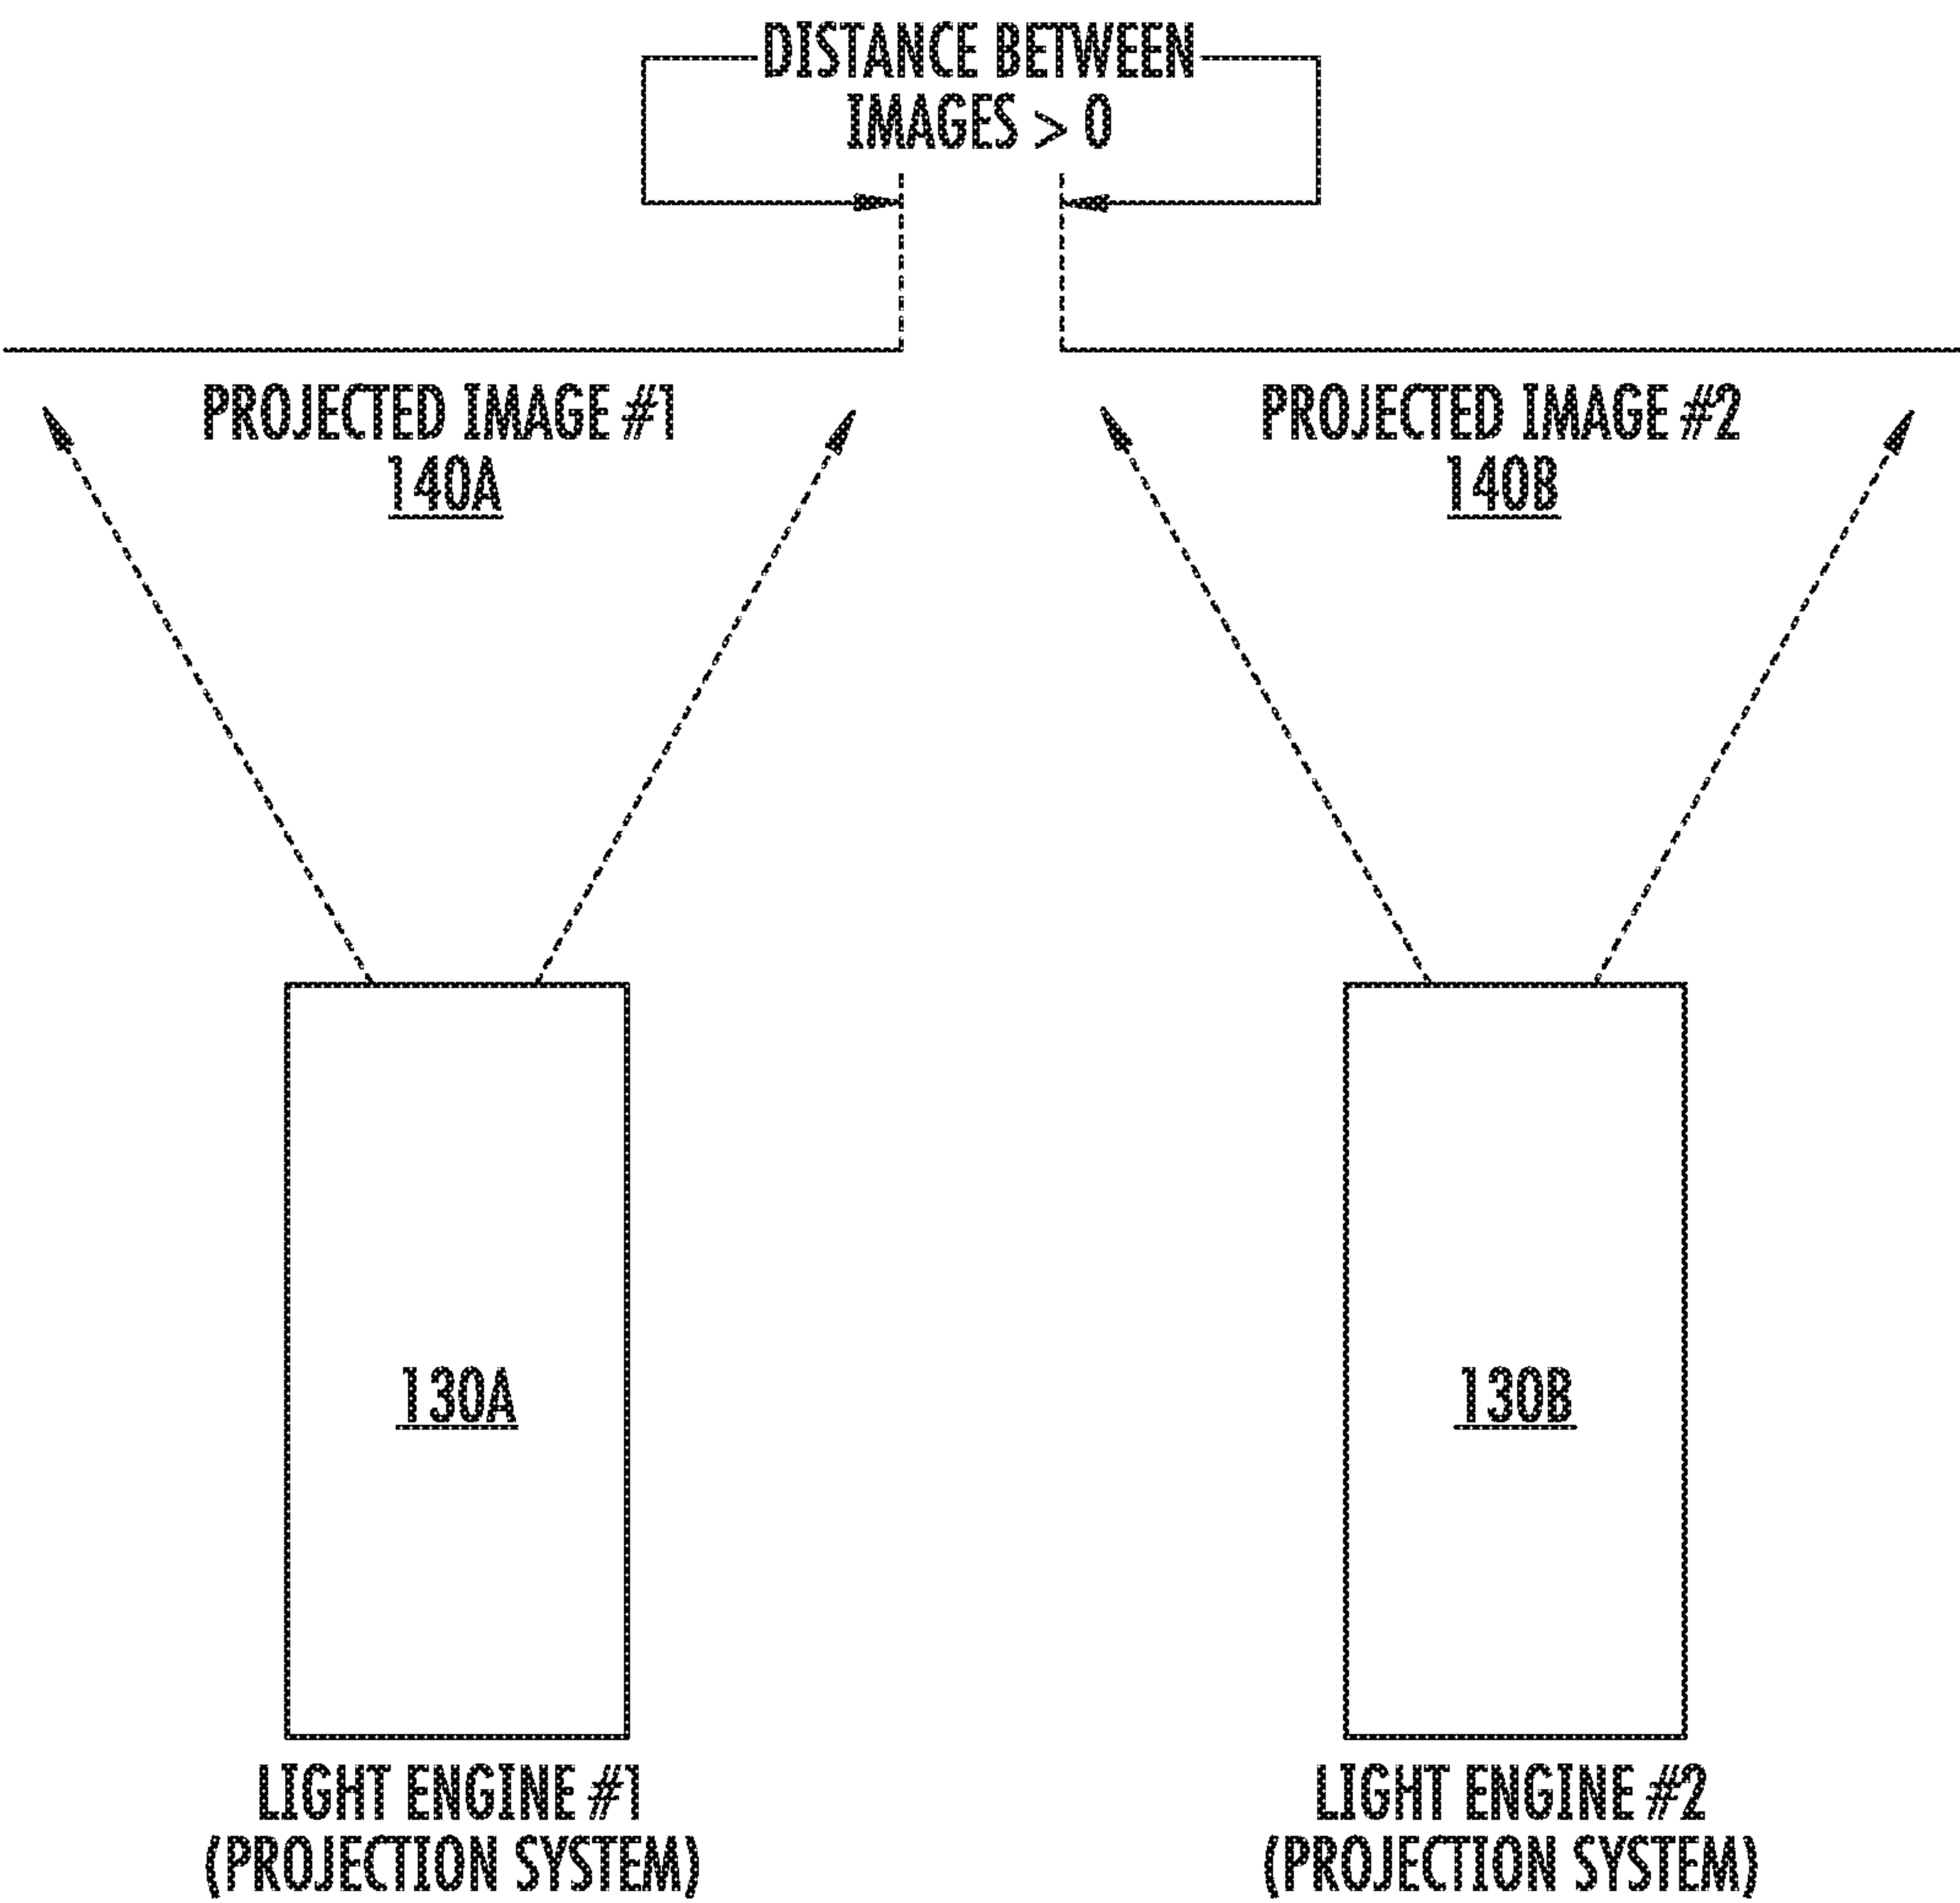 DISTANCE BETWEEN
IMAGES > 0
PROJECTED IMAGE #1
140A
PROJECTED IMAGE #2
140B
130A
130B
LIGHT ENGINE #1
(PROJECTION SYSTEM)
LIGHT ENGINE #2
(PROJECTION SYSTEM)